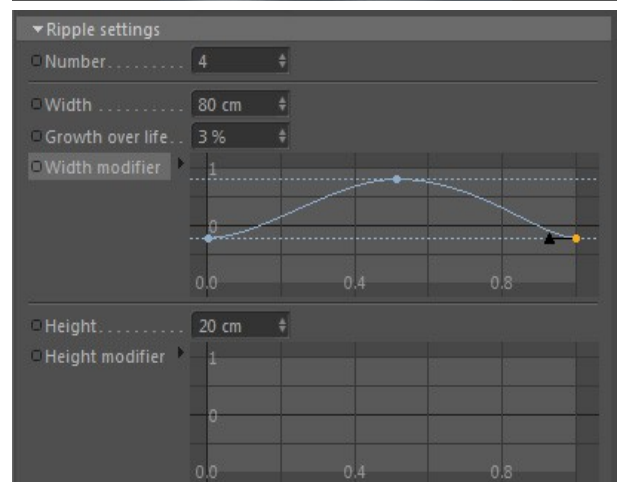 Ripple settings
Number......... 4
Width .......... 80 cm
Growth over life.. 3 %
Width modifier
1
0
0.0 0.4 0.8
Height.......... 20 cm
Height modifier
1
0
0.0 0.4 0.8